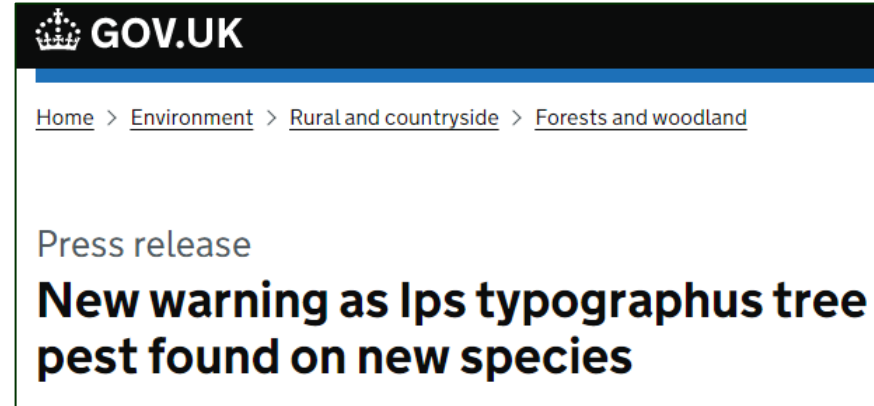 GOV.UK
Home > Environment > Rural and countryside > Forests and woodland
Press release
New warning as Ips typographus tree
pest found on new species